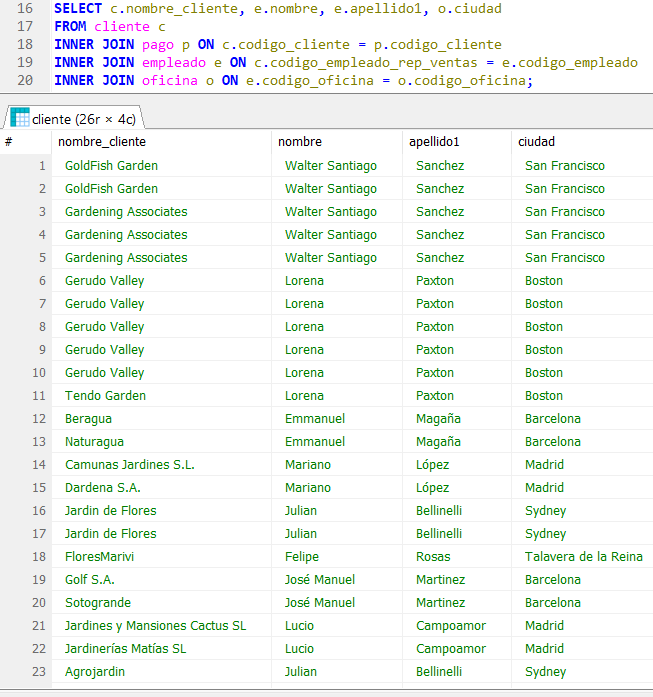 16 SELECT c.nombre_cliente, e.nombre, e.apellido1, o.ciudad
17 FROM cliente c
18 INNER JOIN pago p ON c.codigo_cliente = p.codigo_cliente
19 INNER JOIN empleado e ON c.codigo_empleado_rep_ventas = e.codigo_empleado
20 INNER JOIN oficina o ON e.codigo_oficina = o.codigo_oficina;
cliente (26r × 4c)
# nombre_cliente nombre apellido1 ciudad
1 GoldFish Garden Walter Santiago Sanchez San Francisco
2 GoldFish Garden Walter Santiago Sanchez San Francisco
3 Gardening Associates Walter Santiago Sanchez San Francisco
4 Gardening Associates Walter Santiago Sanchez San Francisco
5 Gardening Associates Walter Santiago Sanchez San Francisco
6 Gerudo Valley Lorena Paxton Boston
7 Gerudo Valley Lorena Paxton Boston
8 Gerudo Valley Lorena Paxton Boston
9 Gerudo Valley Lorena Paxton Boston
10 Gerudo Valley Lorena Paxton Boston
11 Tendo Garden Lorena Paxton Boston
12 Beragua Emmanuel Magaña Barcelona
13 Naturagua Emmanuel Magaña Barcelona
14 Camunas Jardines S.L. Mariano López Madrid
15 Dardena S.A. Mariano López Madrid
16 Jardin de Flores Julian Bellinelli Sydney
17 Jardin de Flores Julian Bellinelli Sydney
18 FloresMarivi Felipe Rosas Talavera de la Reina
19 Golf S.A. José Manuel Martinez Barcelona
20 Sotogrande José Manuel Martinez Barcelona
21 Jardines y Mansiones Cactus SL Lucio Campoamor Madrid
22 Jardinerías Matías SL Lucio Campoamor Madrid
23 Agrojardin Julian Bellinelli Sydney